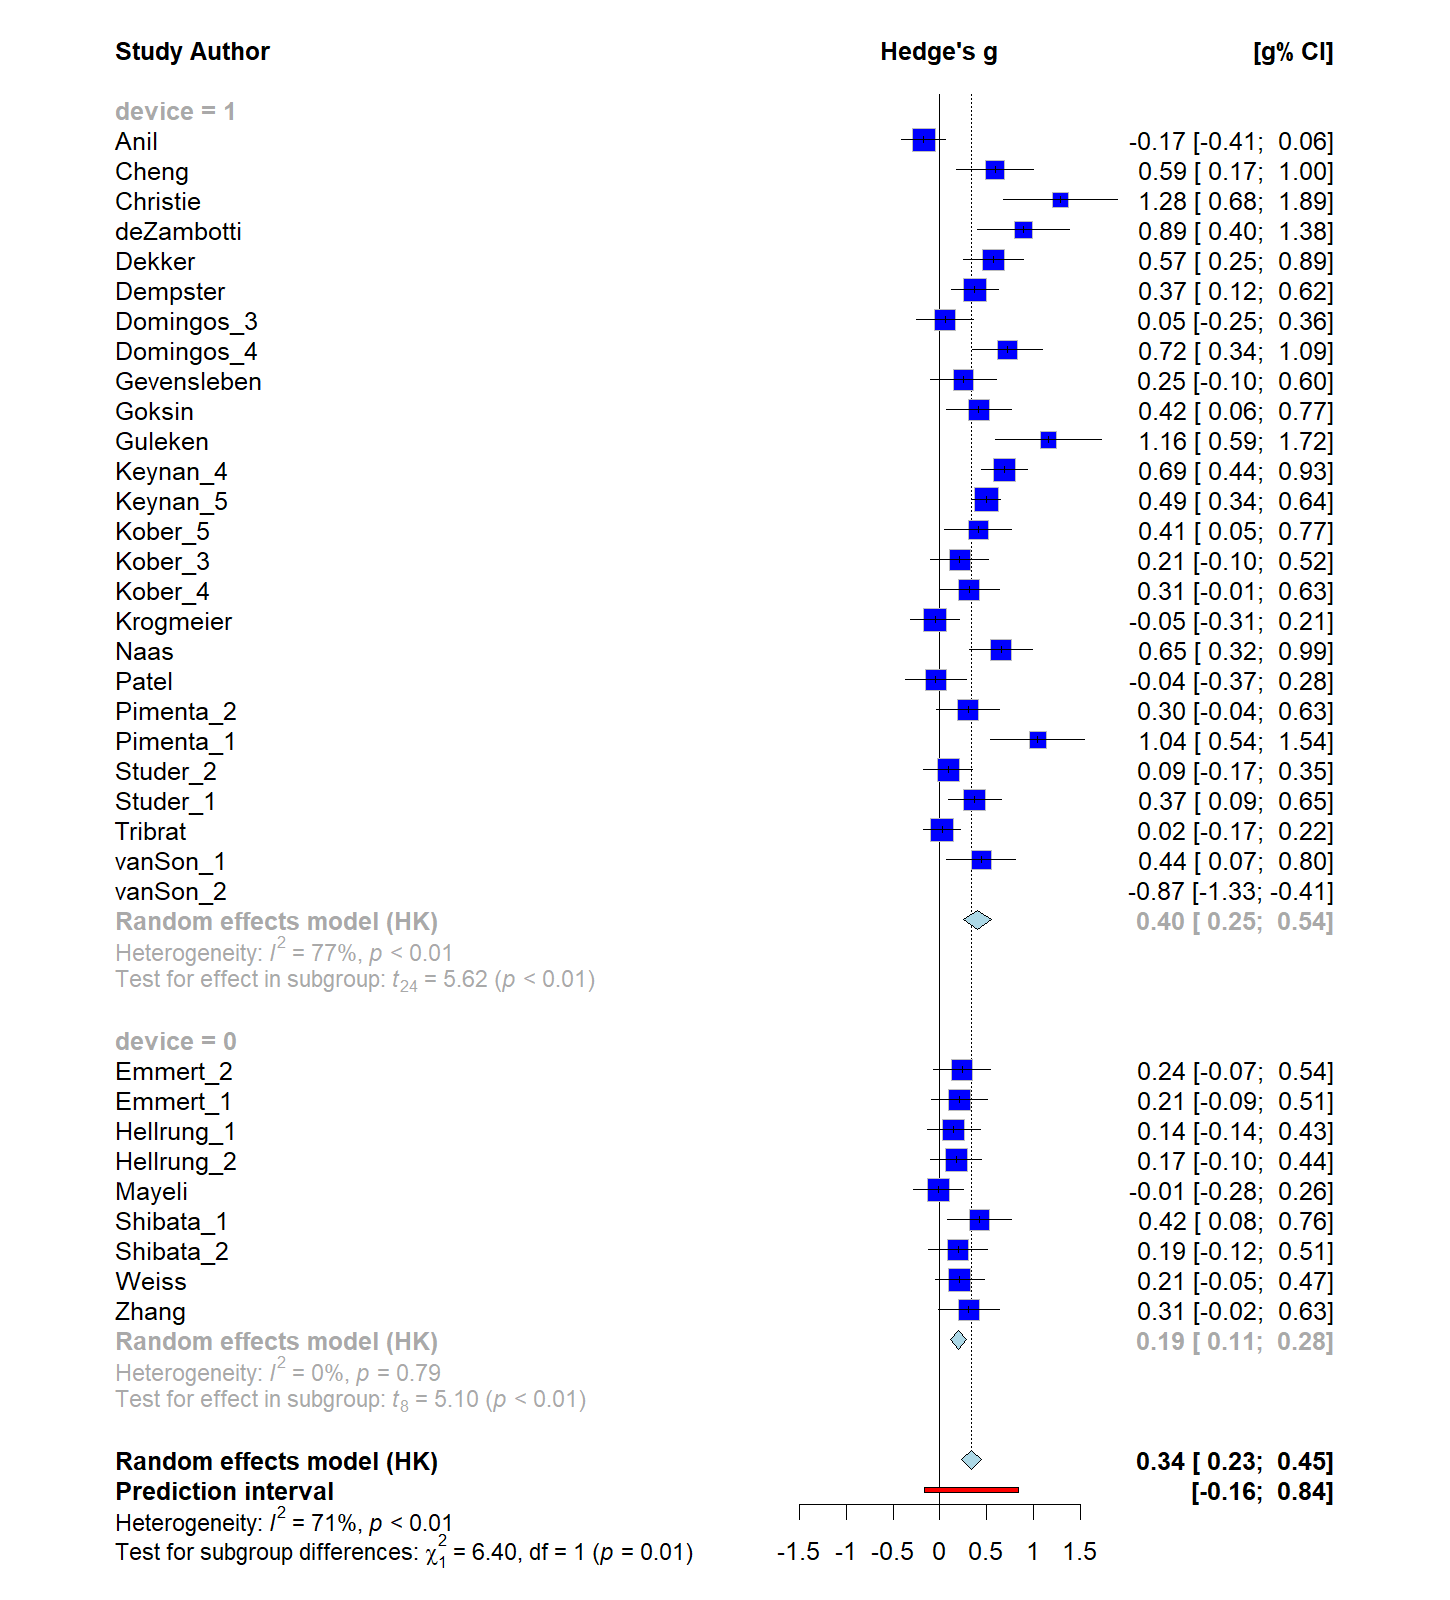 Study Author Hedge's g [g% CI]
device = 1
Anil -0.17 [-0.41; 0.06]
Cheng 0.59 [ 0.17; 1.00]
Christie 1.28 [ 0.68; 1.89]
deZambotti 0.89 [ 0.40; 1.38]
Dekker 0.57 [ 0.25; 0.89]
Dempster 0.37 [ 0.12; 0.62]
Domingos_3 0.05 [-0.25; 0.36]
Domingos_4 0.72 [ 0.34; 1.09]
Gevensleben 0.25 [-0.10; 0.60]
Goksin 0.42 [ 0.06; 0.77]
Guleken 1.16 [ 0.59; 1.72]
Keynan_4 0.69 [ 0.44; 0.93]
Keynan_5 0.49 [ 0.34; 0.64]
Kober_5 0.41 [ 0.05; 0.77]
Kober_3 0.21 [-0.10; 0.52]
Kober_4 0.31 [-0.01; 0.63]
Krogmeier -0.05 [-0.31; 0.21]
Naas 0.65 [ 0.32; 0.99]
Patel -0.04 [-0.37; 0.28]
Pimenta_2 0.30 [-0.04; 0.63]
Pimenta_1 1.04 [ 0.54; 1.54]
Studer_2 0.09 [-0.17; 0.35]
Studer_1 0.37 [ 0.09; 0.65]
Tribrat 0.02 [-0.17; 0.22]
vanSon_1 0.44 [ 0.07; 0.80]
vanSon_2 -0.87 [-1.33; -0.41]
Random effects model (HK) 0.40 [ 0.25; 0.54]
Heterogeneity: I² = 77%, p < 0.01
Test for effect in subgroup: t₂₄ = 5.62 (p < 0.01)
device = 0
Emmert_2 0.24 [-0.07; 0.54]
Emmert_1 0.21 [-0.09; 0.51]
Hellrung_1 0.14 [-0.14; 0.43]
Hellrung_2 0.17 [-0.10; 0.44]
Mayeli -0.01 [-0.28; 0.26]
Shibata_1 0.42 [ 0.08; 0.76]
Shibata_2 0.19 [-0.12; 0.51]
Weiss 0.21 [-0.05; 0.47]
Zhang 0.31 [-0.02; 0.63]
Random effects model (HK) 0.19 [ 0.11; 0.28]
Heterogeneity: I² = 0%, p = 0.79
Test for effect in subgroup: t₈ = 5.10 (p < 0.01)
Random effects model (HK) 0.34 [ 0.23; 0.45]
Prediction interval [-0.16; 0.84]
Heterogeneity: I² = 71%, p < 0.01
Test for subgroup differences: χ₁² = 6.40, df = 1 (p = 0.01)
-1.5 -1 -0.5 0 0.5 1 1.5